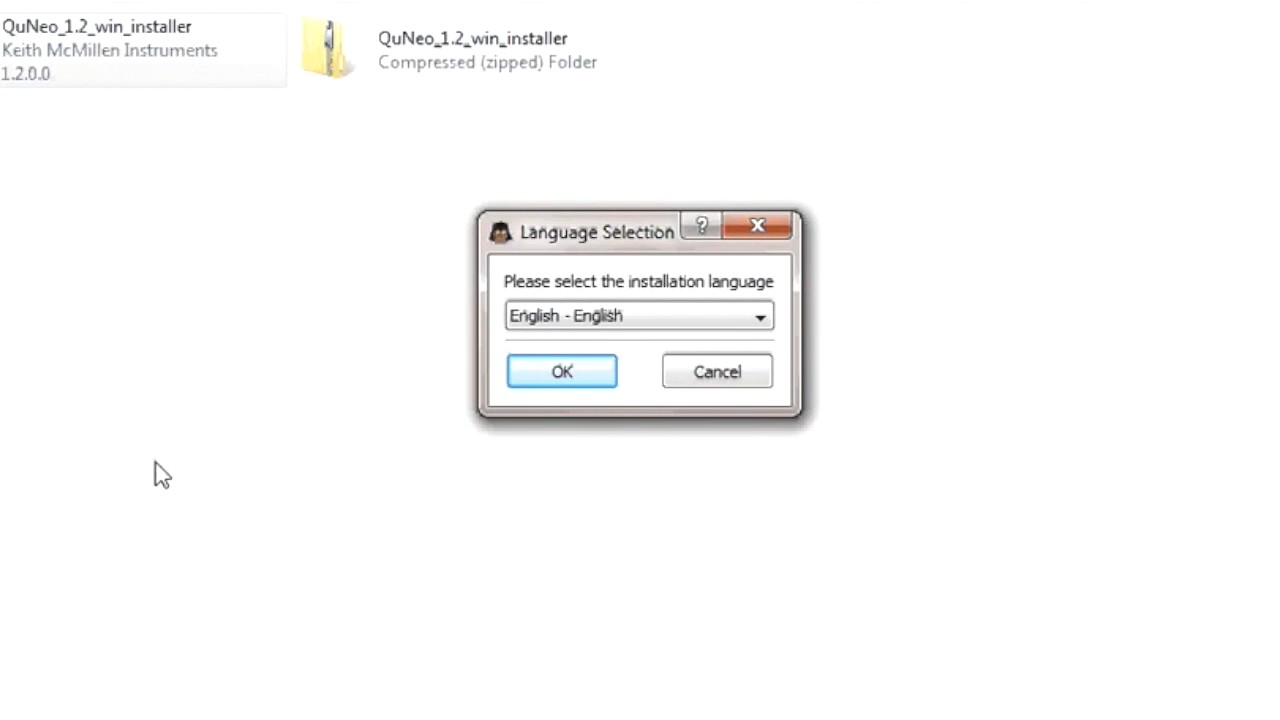 QuNeo_1.2_win_installer
Keith McMillen Instruments
1.2.0.0
QuNeo_1.2_win_installer
Compressed (zipped) Folder
Language Selection
?
Please select the installation language
English - English
OK
Cancel